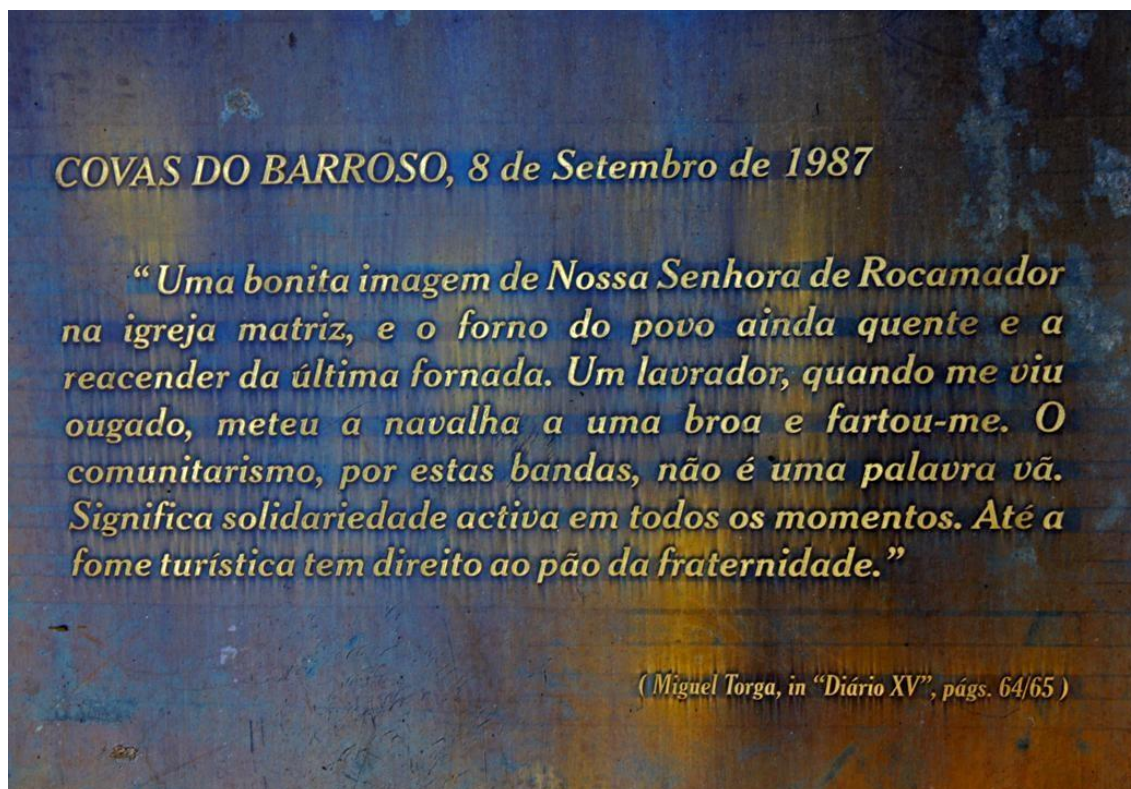 COVAS DO BARROSO, 8 de Setembro de 1987
“Uma bonita imagem de Nossa Senhora de Rocamador
na igreja matriz, e o forno do povo ainda quente e a
reacender da última fornada. Um lavrador, quando me viu
ougado, meteu a navalha a uma broa e fartou-me. O
comunitarismo, por estas bandas, não é uma palavra vã.
Significa solidariedade activa em todos os momentos. Até a
fome turística tem direito ao pão da fraternidade.”
( Miguel Torga, in “Diário XV”, págs. 64/65 )